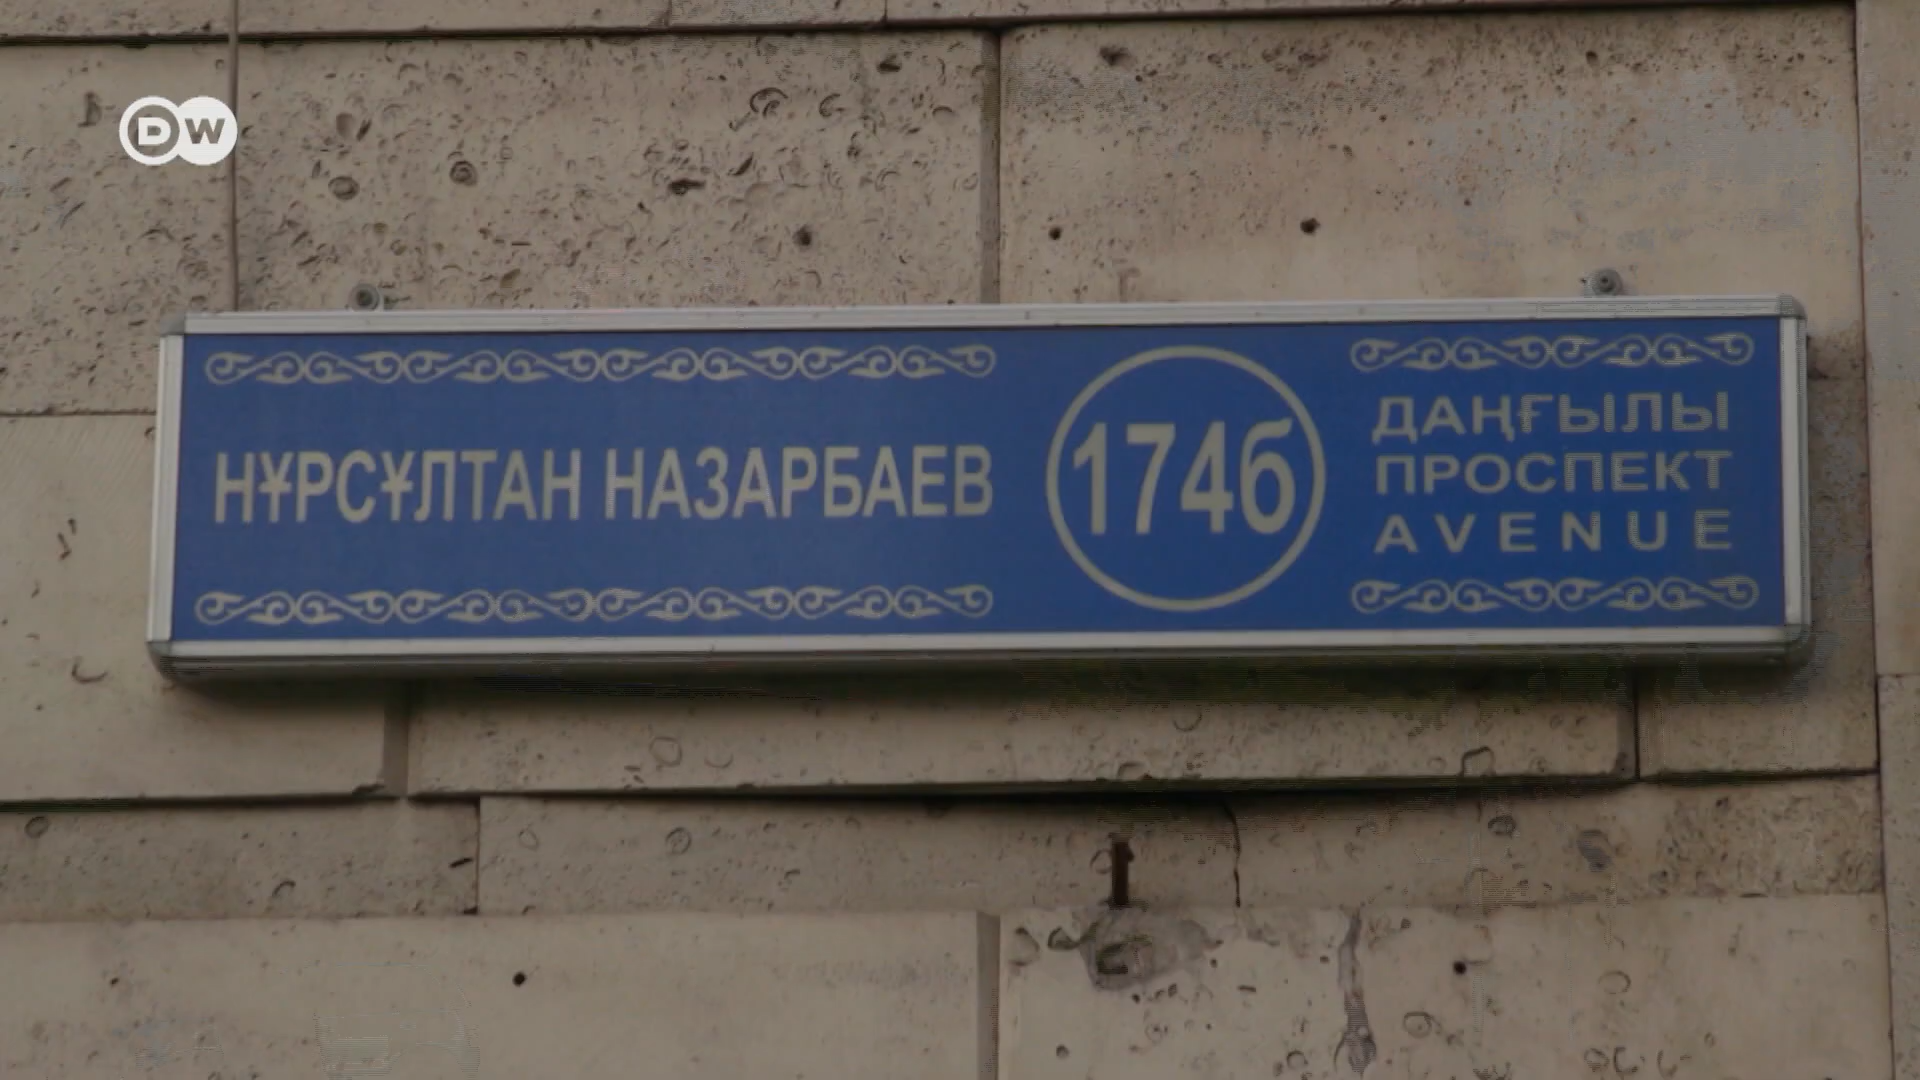 DW
НҰРСҰЛТАН НАЗАРБАЕВ
174б
ДАҢҒЫЛЫ
ПРОСПЕКТ
AVENUE